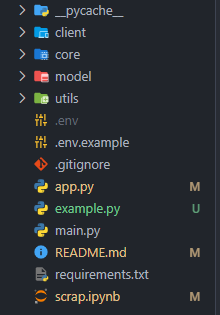 __pycache__
client
core
model
utils
.env
.env.example
.gitignore
app.py M
example.py U
main.py
README.md M
requirements.txt
scrap.ipynb M